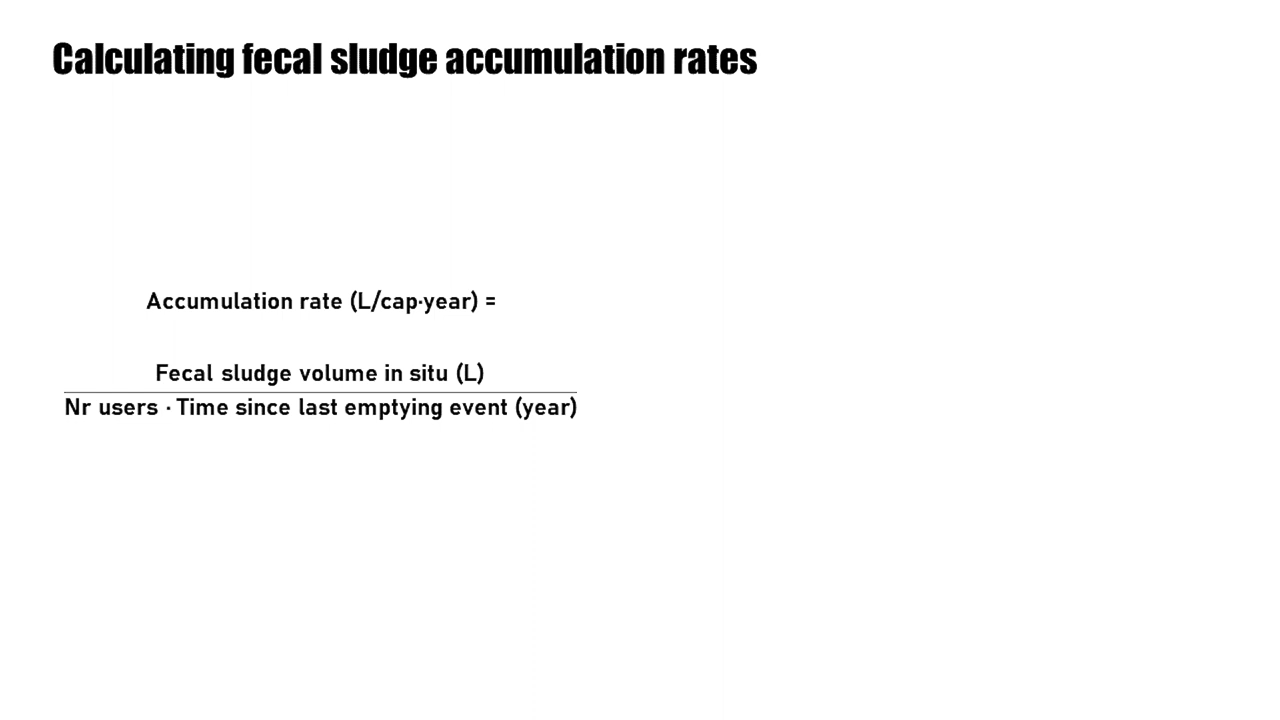 Calculating fecal sludge accumulation rates
Accumulation rate (L/cap·year) =
Fecal sludge volume in situ (L)
Nr users · Time since last emptying event (year)